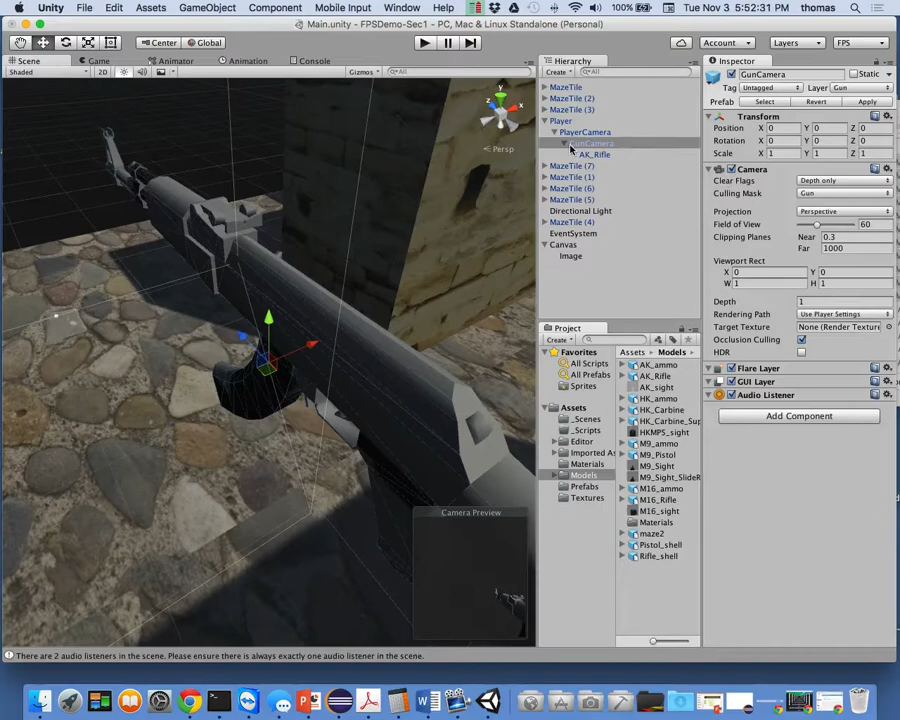 Unity File Edit Assets GameObject Component Mobile Input Window Help 100% Tue Nov 3 5:52:31 PM thomas
Main.unity - FPSDemo-Sec1 - PC, Mac & Linux Standalone (Personal)
Center Global Account Layers FPS
Scene Game Animator Animation Console
Shaded 2D Gizmos All
y
z x
Persp
Camera Preview
Hierarchy
Create All
MazeTile
MazeTile (2)
MazeTile (3)
Player
PlayerCamera
GunCamera
AK_Rifle
MazeTile (7)
MazeTile (1)
MazeTile (6)
MazeTile (5)
Directional Light
MazeTile (4)
EventSystem
Canvas
Image
Project
Create
Favorites
All Scripts
All Prefabs
Sprites
Assets
_Scenes
_Scripts
Editor
Imported As
Materials
Models
Prefabs
Textures
Assets Models
AK_ammo
AK_Rifle
AK_sight
HK_ammo
HK_Carbine
HK_Carbine_Sup
HKMP5_sight
M9_ammo
M9_Pistol
M9_Sight
M9_Sight_SlideR
M16_ammo
M16_Rifle
M16_sight
Materials
maze2
Pistol_shell
Rifle_shell
Inspector
GunCamera Static
Tag Untagged Layer Gun
Prefab Select Revert Apply
Transform
Position X 0 Y 0 Z 0
Rotation X 0 Y 0 Z 0
Scale X 1 Y 1 Z 1
Camera
Clear Flags Depth only
Culling Mask Gun
Projection Perspective
Field of View 60
Clipping Planes Near 0.3
Far 1000
Viewport Rect
X 0 Y 0
W 1 H 1
Depth 1
Rendering Path Use Player Settings
Target Texture None (Render Texture
Occlusion Culling
HDR
Flare Layer
GUI Layer
Audio Listener
Add Component
There are 2 audio listeners in the scene. Please ensure there is always exactly one audio listener in the scene.